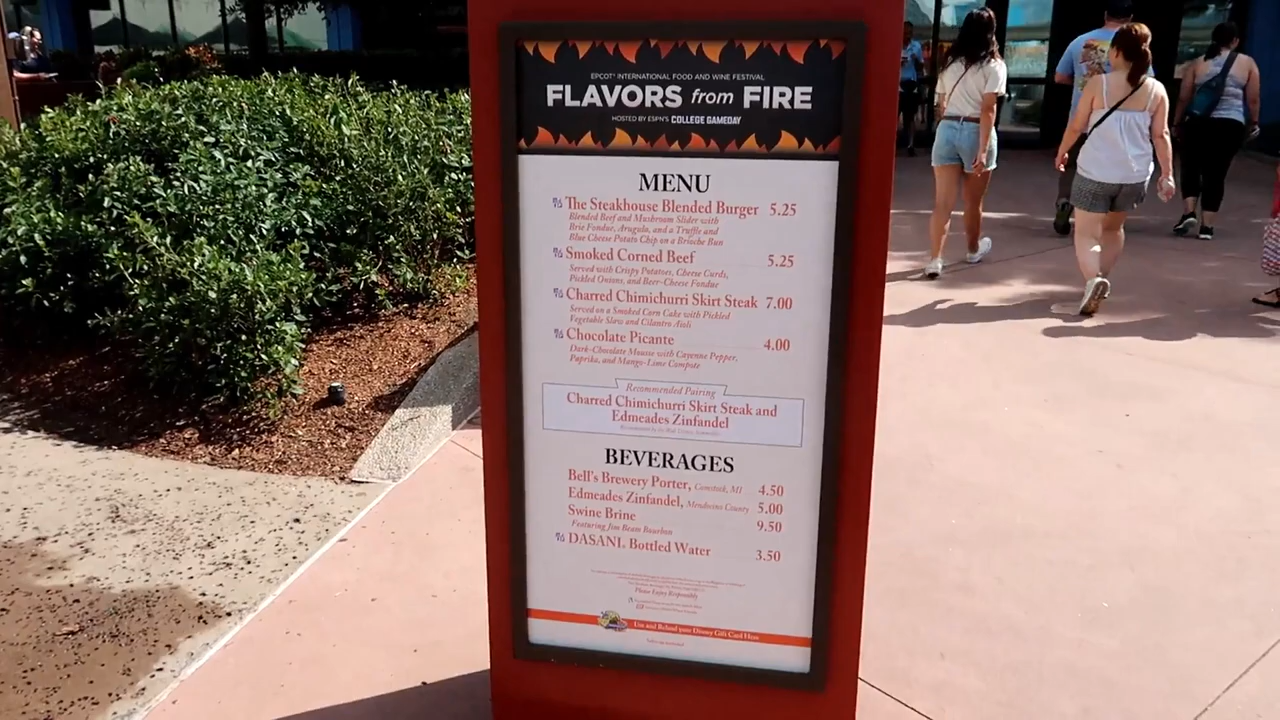 EPCOT® INTERNATIONAL FOOD AND WINE FESTIVAL
FLAVORS from FIRE
HOSTED BY ESPN'S COLLEGE GAMEDAY
MENU
The Steakhouse Blended Burger 5.25
Blended Beef and Mushroom Slider with
Brie Fondue, Arugula, and a Truffle and
Blue Cheese Potato Chip on a Brioche Bun
Smoked Corned Beef 5.25
Served with Crispy Potatoes, Cheese Curds,
Pickled Onions, and Beer-Cheese Fondue
Charred Chimichurri Skirt Steak 7.00
Served on a Smoked Corn Cake with Pickled
Vegetable Slaw and Cilantro Aioli
Chocolate Picante 4.00
Dark-Chocolate Mousse with Cayenne Pepper,
Paprika, and Mango-Lime Compote
Recommended Pairing
Charred Chimichurri Skirt Steak and
Edmeades Zinfandel
BEVERAGES
Bell's Brewery Porter, Comstock, MI 4.50
Edmeades Zinfandel, Mendocino County 5.00
Swine Brine 9.50
Featuring Jim Beam Bourbon
DASANI® Bottled Water 3.50
Please Enjoy Responsibly
Use and Reload your Disney Gift Card Here